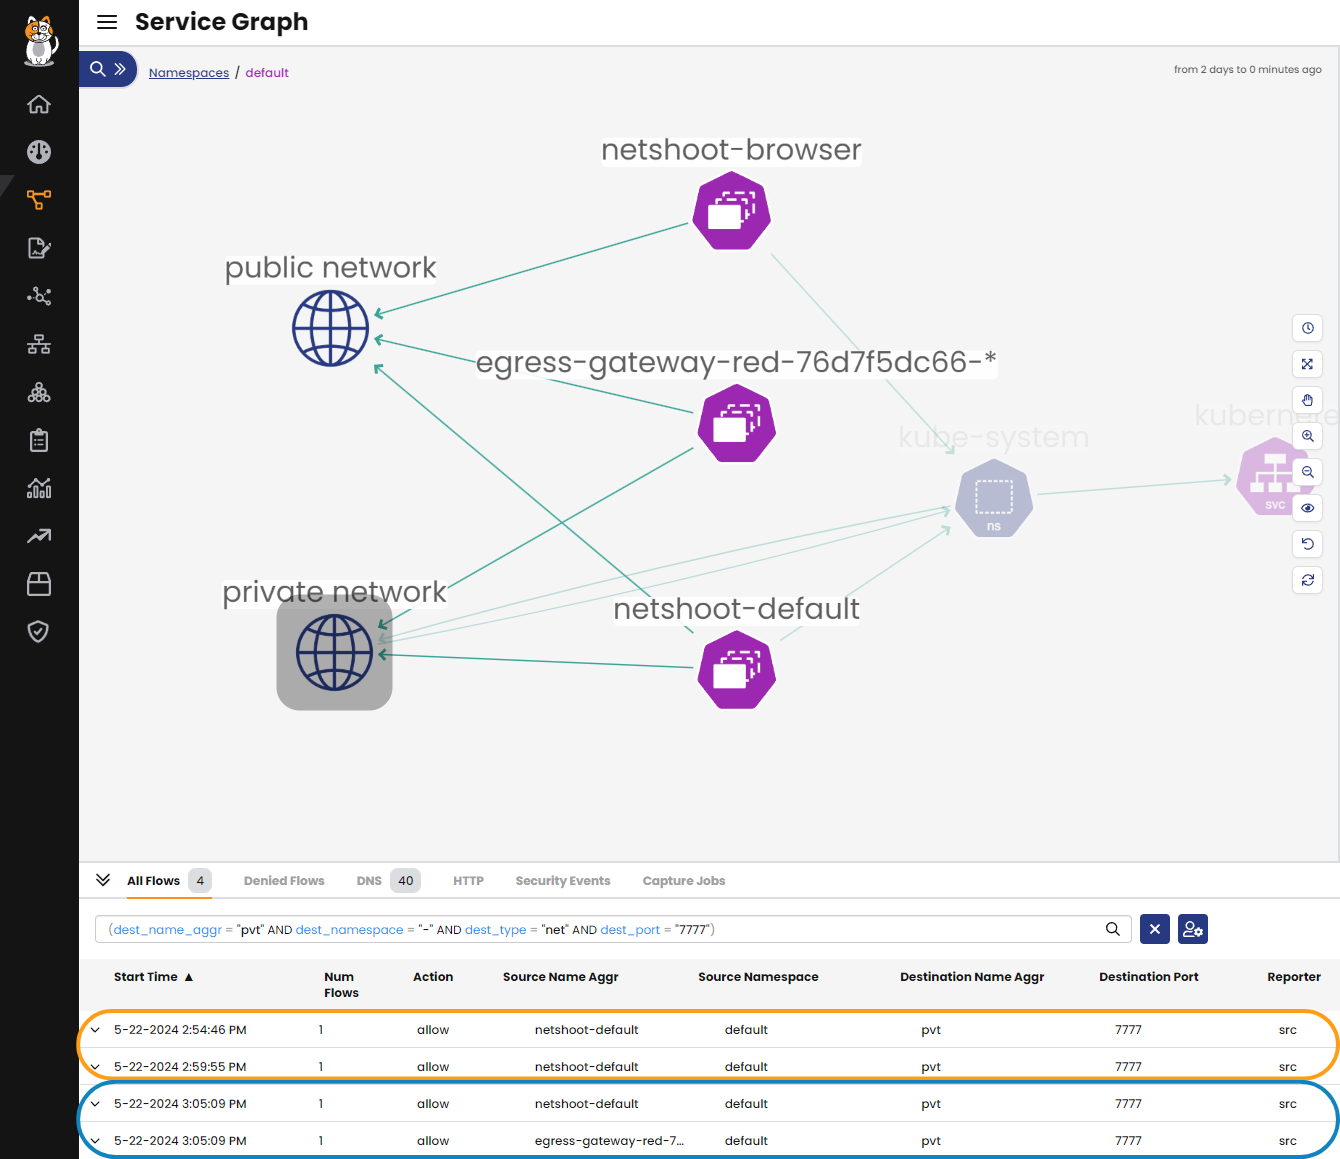 Service Graph
Namespaces / default
from 2 days to 0 minutes ago
netshoot-browser
public network
egress-gateway-red-76d7f5dc66-*
kube-system
ns
svc
private network
netshoot-default
All Flows 4 Denied Flows DNS 40 HTTP Security Events Capture Jobs
(dest_name_aggr = "pvt" AND dest_namespace = "-" AND dest_type = "net" AND dest_port = "7777")
Start Time ▲ Num Flows Action Source Name Aggr Source Namespace Destination Name Aggr Destination Port Reporter
5-22-2024 2:54:46 PM 1 allow netshoot-default default pvt 7777 src
5-22-2024 2:59:55 PM 1 allow netshoot-default default pvt 7777 src
5-22-2024 3:05:09 PM 1 allow netshoot-default default pvt 7777 src
5-22-2024 3:05:09 PM 1 allow egress-gateway-red-7... default pvt 7777 src